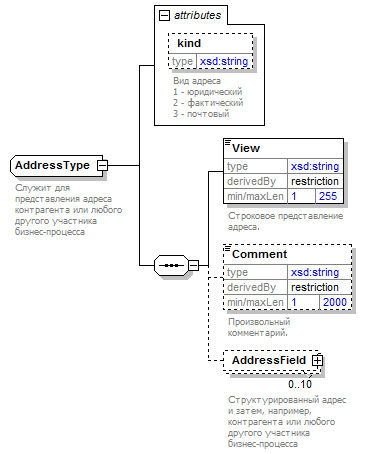 attributes
kind
type xsd:string
Вид адреса
1 - юридический
2 - фактический
3 - почтовый
AddressType
Служит для
представления адреса
контрагента или любого
другого участника
бизнес-процесса
View
type xsd:string
derivedBy restriction
min/maxLen 1 255
Строковое представление
адреса.
Comment
type xsd:string
derivedBy restriction
min/maxLen 1 2000
Произвольный
комментарий.
AddressField
0..10
Структурированный адрес
и затем, например,
контрагента или любого
другого участника
бизнес-процесса